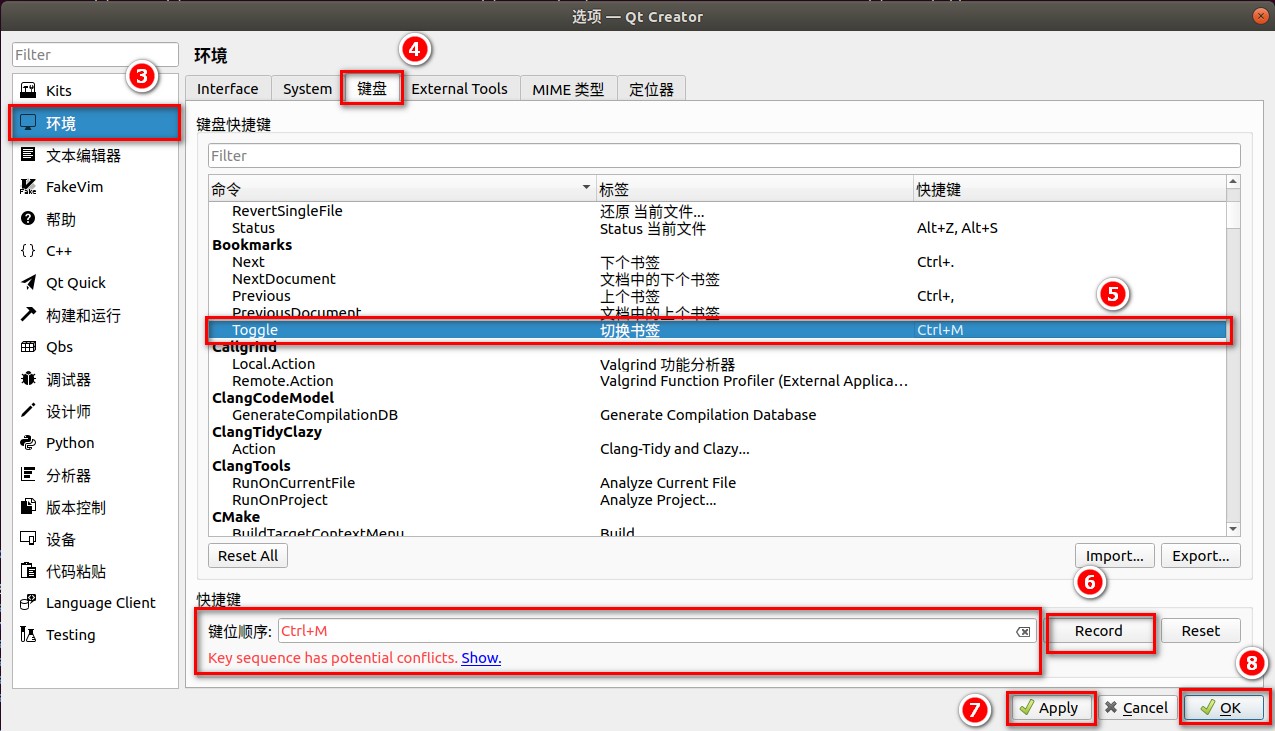 选项 — Qt Creator
Filter
③
Kits
环境
文本编辑器
FakeVim
帮助
C++
Qt Quick
构建和运行
Qbs
调试器
设计师
Python
分析器
版本控制
设备
代码粘贴
Language Client
Testing
环境
④
Interface System 键盘 External Tools MIME 类型 定位器
键盘快捷键
Filter
命令 标签 快捷键
RevertSingleFile 还原 当前文件...
Status Status 当前文件 Alt+Z, Alt+S
Bookmarks
Next 下个书签 Ctrl+.
NextDocument 文档中的下个书签
Previous 上个书签 Ctrl+,
⑤
PreviousDocument 文档中的上个书签
Toggle 切换书签 Ctrl+M
Callgrind
Local.Action Valgrind 功能分析器
Remote.Action Valgrind Function Profiler (External Applica...
ClangCodeModel
GenerateCompilationDB Generate Compilation Database
ClangTidyClazy
Action Clang-Tidy and Clazy...
ClangTools
RunOnCurrentFile Analyze Current File
RunOnProject Analyze Project...
CMake
BuildTargetContextMenu Build
Reset All Import... Export...
⑥
快捷键
键位顺序: Ctrl+M Record Reset
Key sequence has potential conflicts. Show.
⑧
⑦ Apply Cancel OK